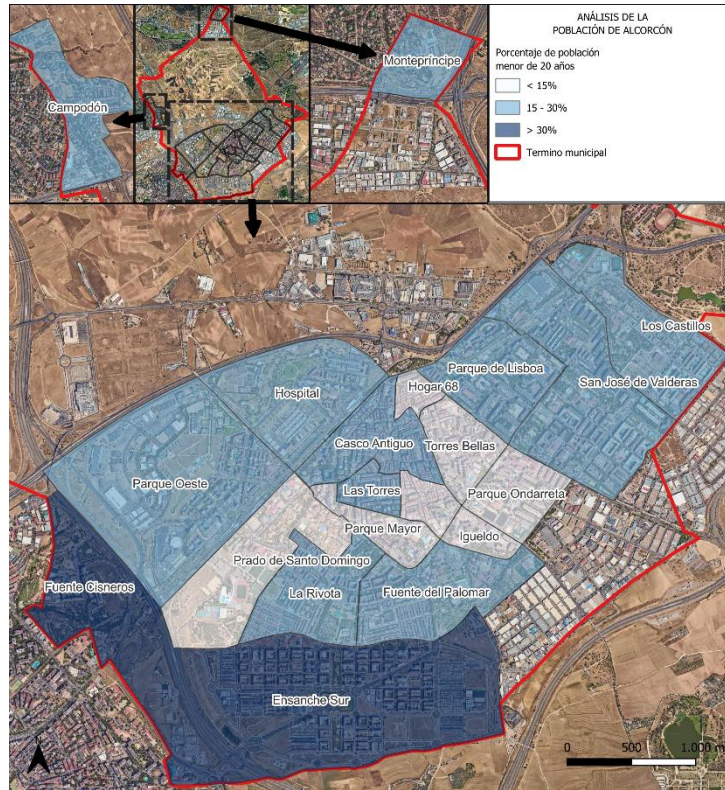 Campodón
Montepríncipe
ANÁLISIS DE LA
POBLACIÓN DE ALCORCÓN
Porcentaje de población
menor de 20 años
< 15%
15 - 30%
> 30%
Termino municipal
Los Castillos
Parque de Lisboa
San José de Valderas
Hogar 68
Hospital
Casco Antiguo
Torres Bellas
Parque Oeste
Las Torres
Parque Ondarreta
Parque Mayor
Igueldo
Prado de Santo Domingo
Fuente Cisneros
La Rivota
Fuente del Palomar
Ensanche Sur
N
0 500 1.000 m